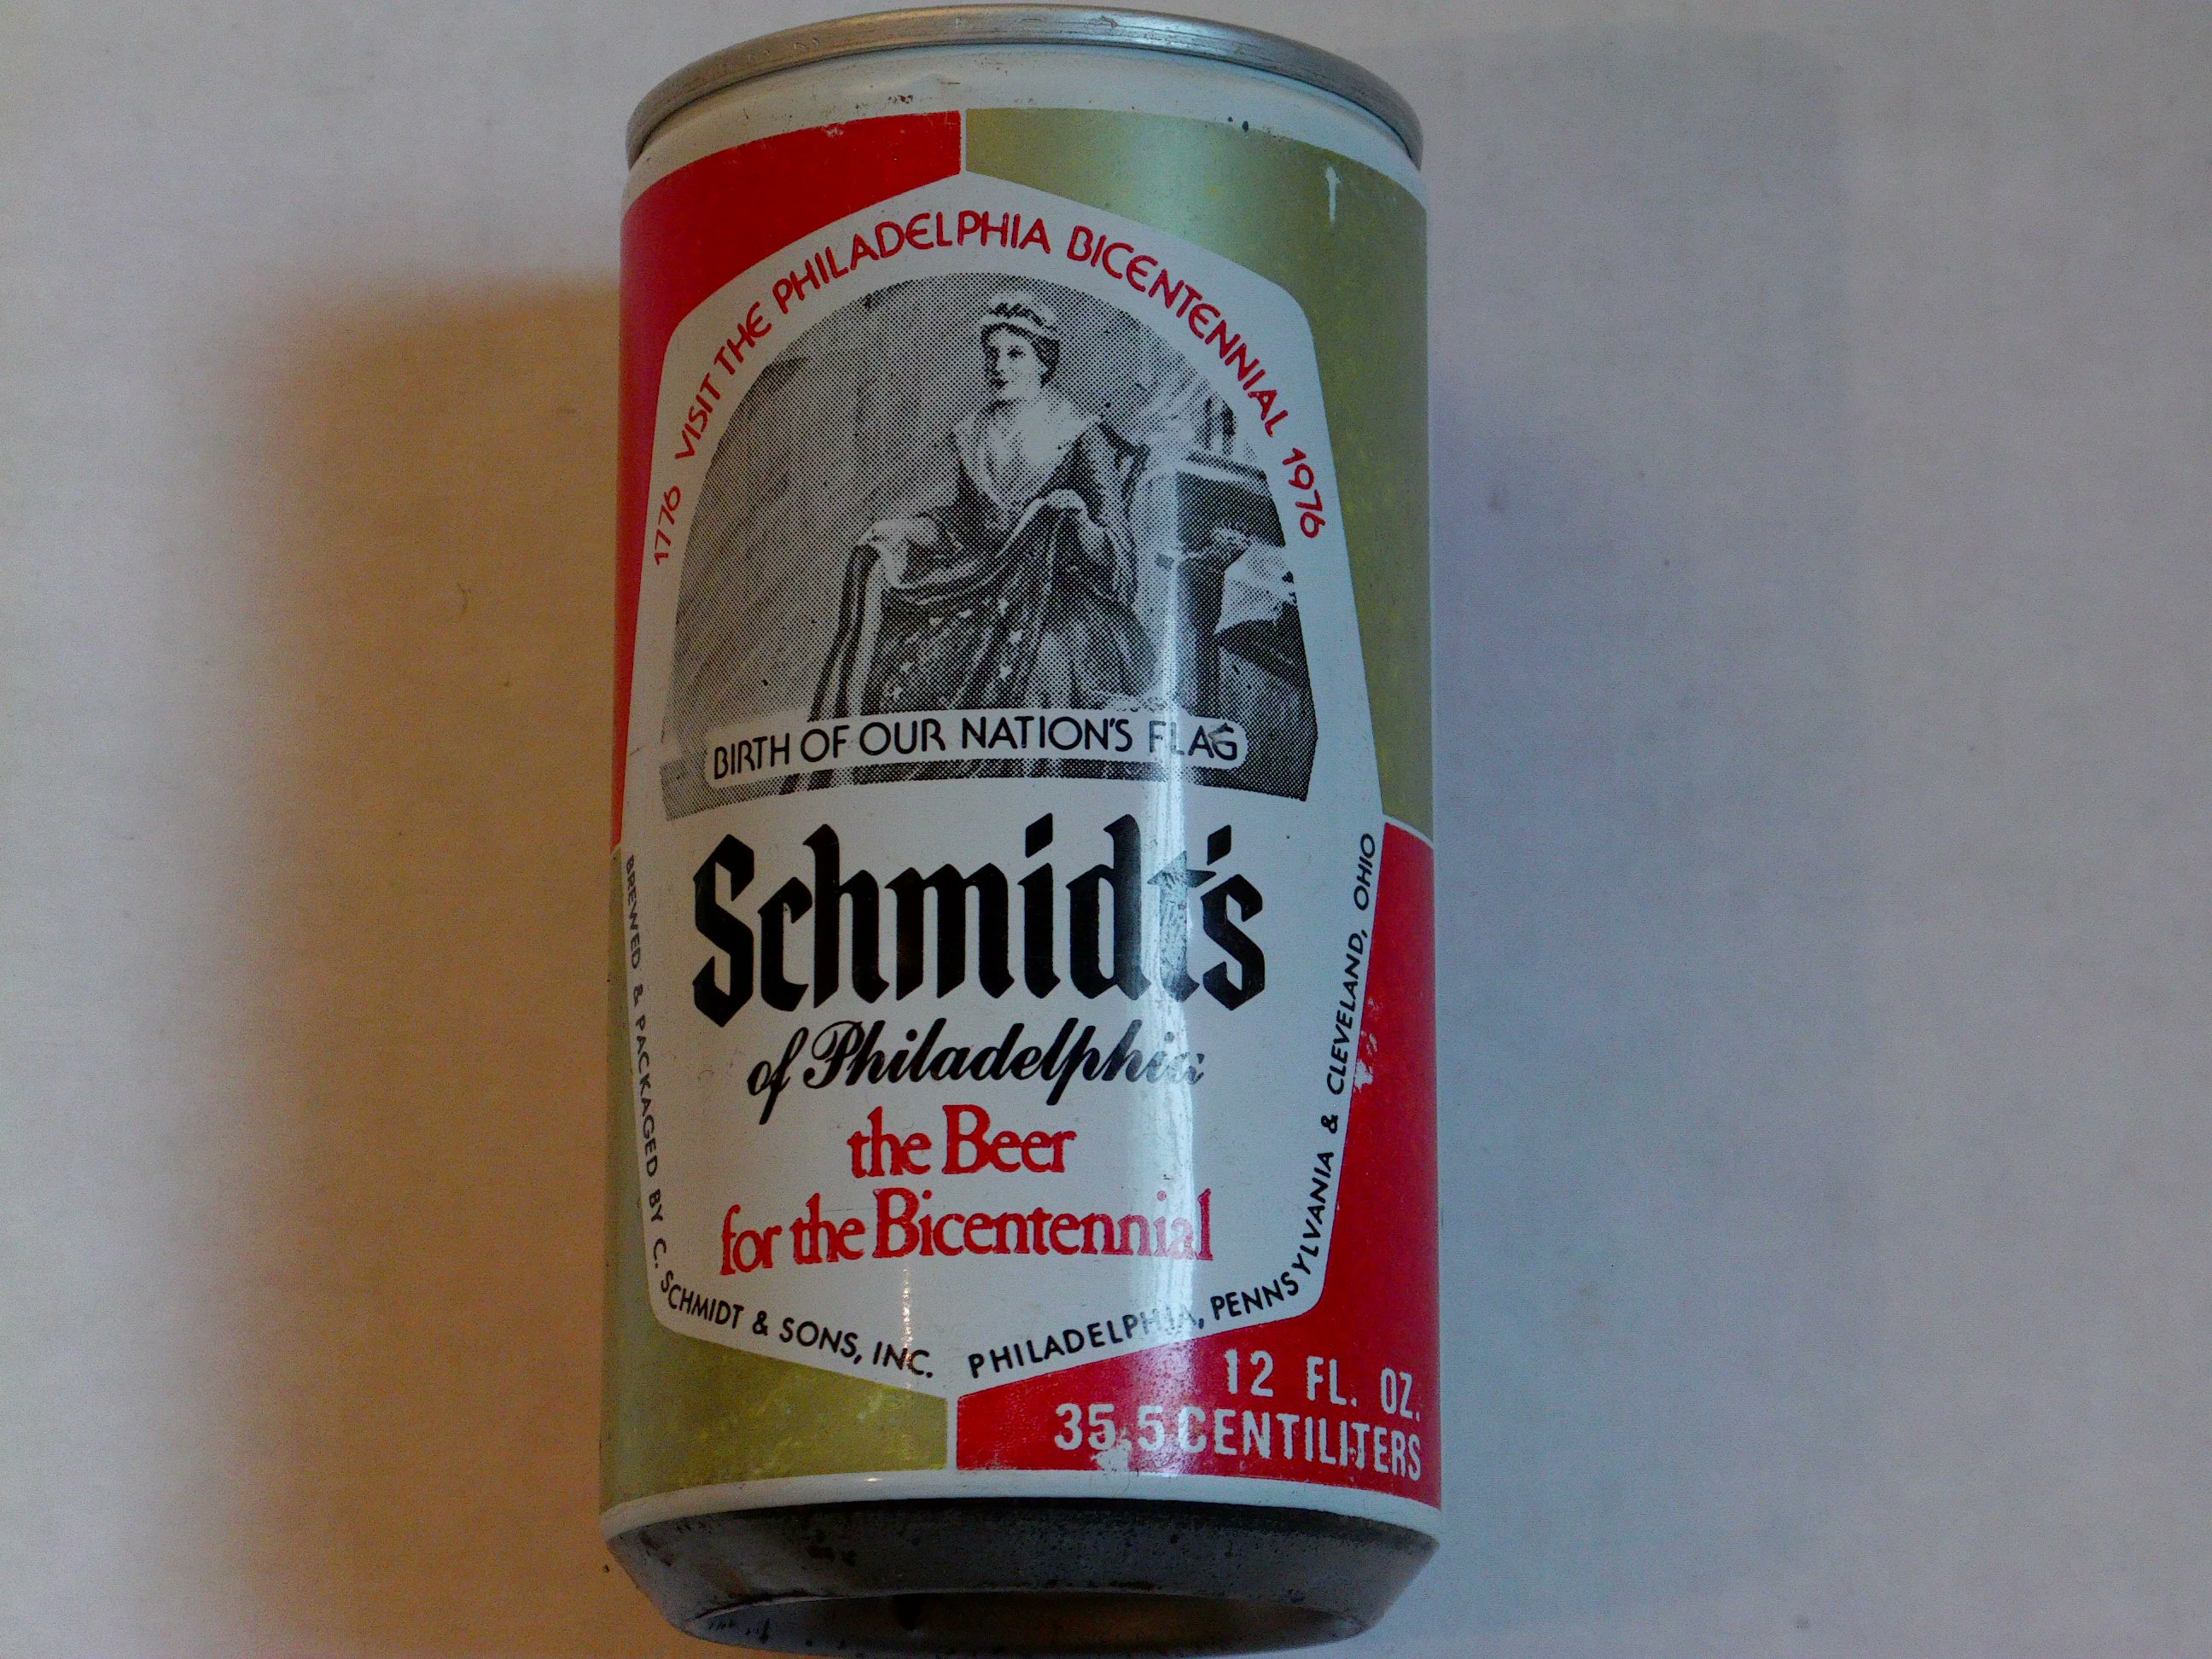 1776 VISIT THE PHILADELPHIA BICENTENNIAL 1976
BIRTH OF OUR NATION'S FLAG
Schmidt's
of Philadelphia
the Beer
for the Bicentennial
BREWED & PACKAGED BY C. SCHMIDT & SONS, INC. PHILADELPHIA, PENNSYLVANIA & CLEVELAND, OHIO
12 FL. OZ.
35.5 CENTILITERS